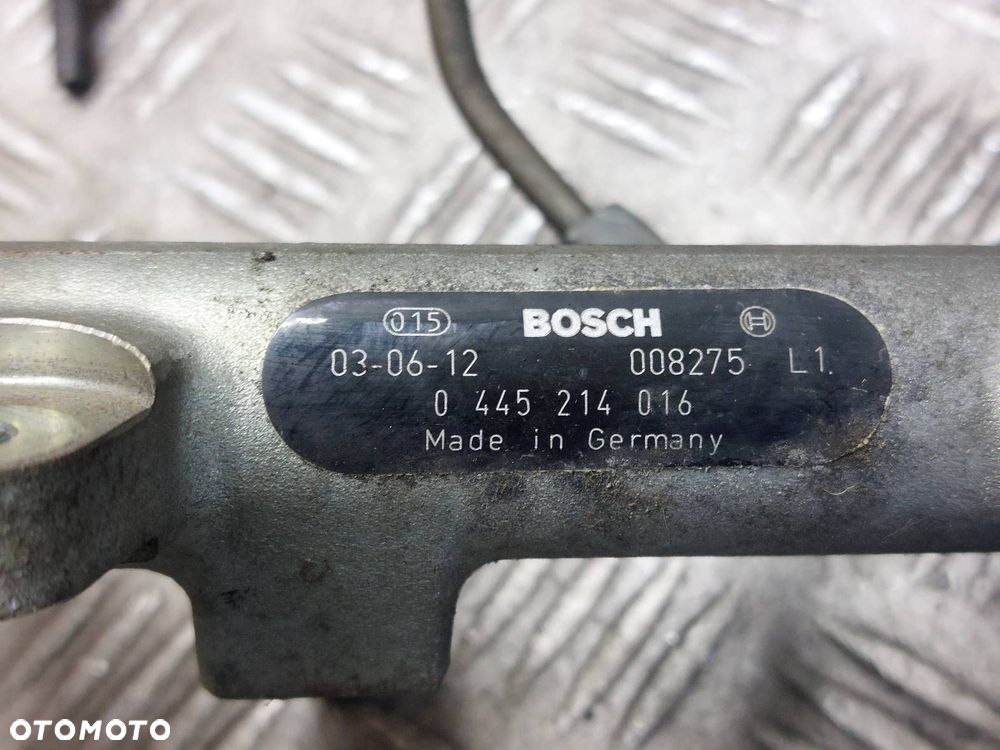 015 BOSCH
03-06-12 008275 L1.
0 445 214 016
Made in Germany
OTOMOTO